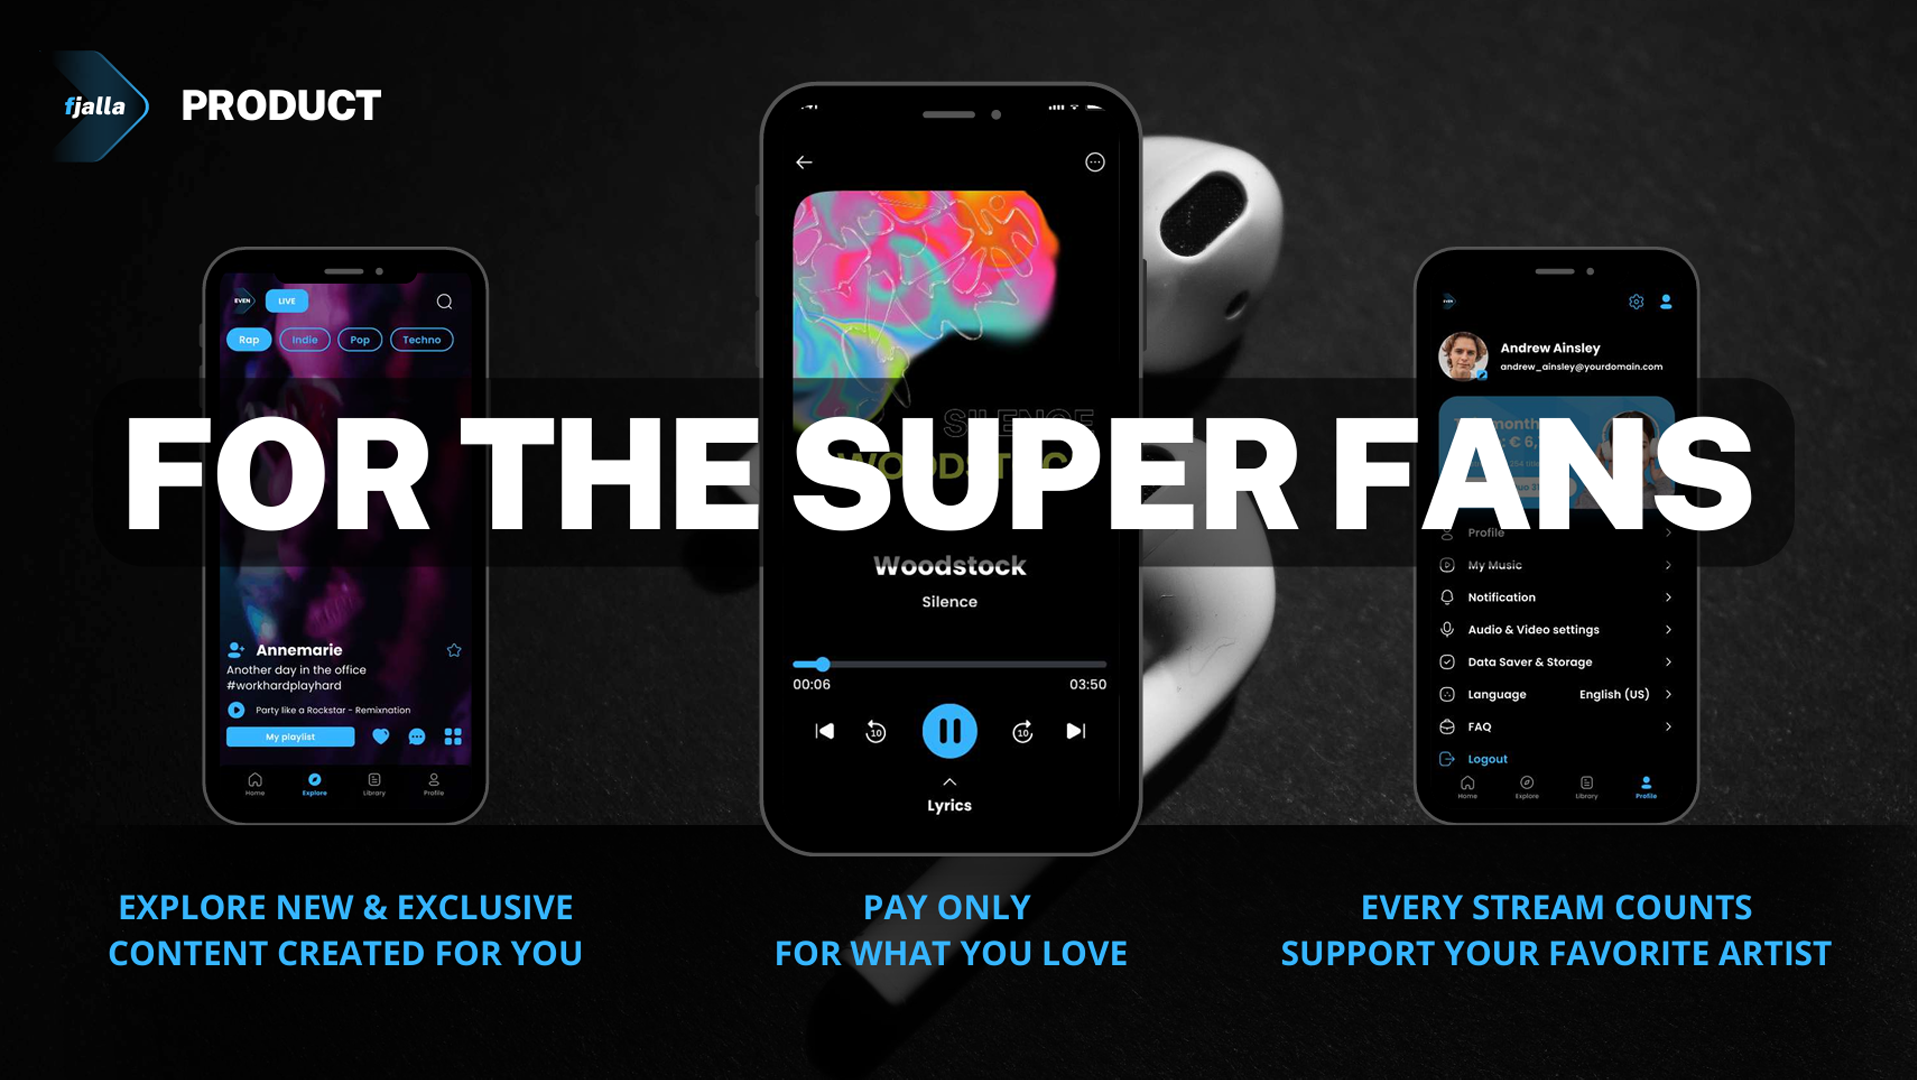 fjalla
PRODUCT
EVEN
LIVE
Rap
Indie
Pop
Techno
Annemarie
Another day in the office
#workhardplayhard
Party like a Rockstar - Remixnation
My playlist
Home
Explore
Library
Profile
SILENCE
Woodstock
Silence
00:06
03:50
10
10
Lyrics
Andrew Ainsley
andrew_ainsley@yourdomain.com
Profile
My Music
Notification
Audio & Video settings
Data Saver & Storage
Language English (US)
FAQ
Logout
Home
Explore
Library
Profile
FOR THE SUPER FANS
EXPLORE NEW & EXCLUSIVE
CONTENT CREATED FOR YOU
PAY ONLY
FOR WHAT YOU LOVE
EVERY STREAM COUNTS
SUPPORT YOUR FAVORITE ARTIST